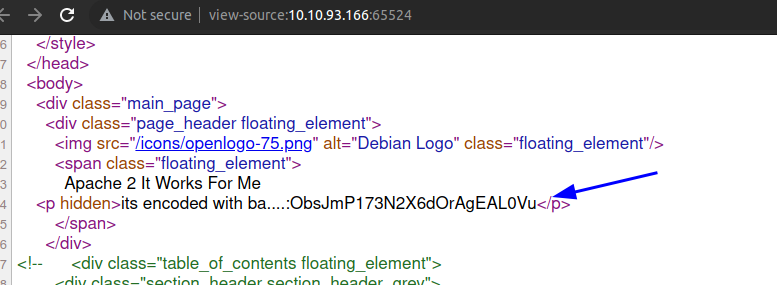 Not secure | view-source:10.10.93.166:65524
6 </style>
7 </head>
8 <body>
9 <div class="main_page">
0 <div class="page_header floating_element">
1 <img src="/icons/openlogo-75.png" alt="Debian Logo" class="floating_element"/>
2 <span class="floating_element">
3 Apache 2 It Works For Me
4 <p hidden>its encoded with ba....:ObsJmP173N2X6dOrAgEAL0Vu</p>
5 </span>
6 </div>
7 <!-- <div class="table_of_contents floating_element">
8 <div class="section_header section_header_grey">